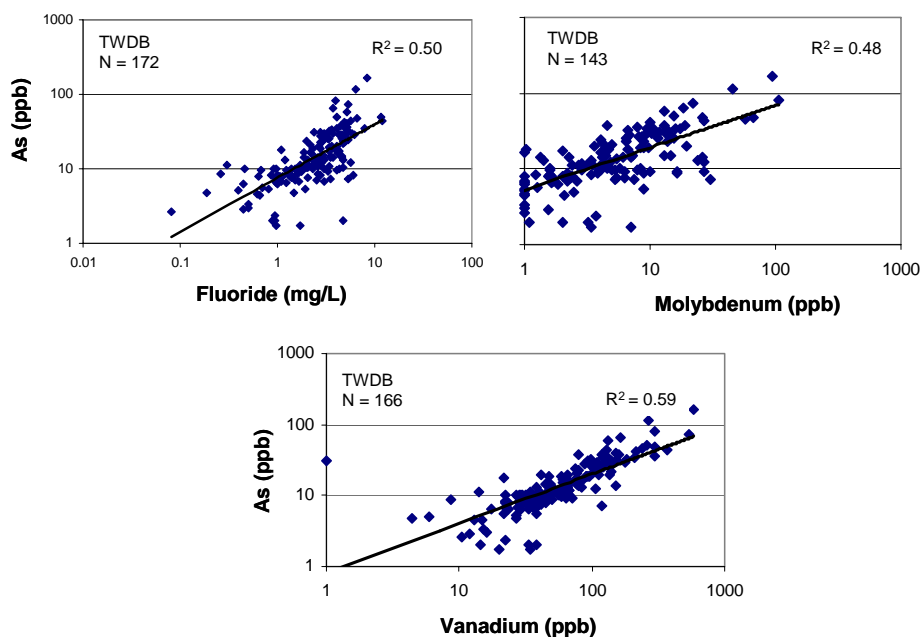 TWDB
N = 172
R² = 0.50
As (ppb)
1000
100
10
1
0.01
0.1
1
10
100
Fluoride (mg/L)
TWDB
N = 143
R² = 0.48
1
10
100
1000
Molybdenum (ppb)
TWDB
N = 166
R² = 0.59
As (ppb)
1000
100
10
1
1
10
100
1000
Vanadium (ppb)